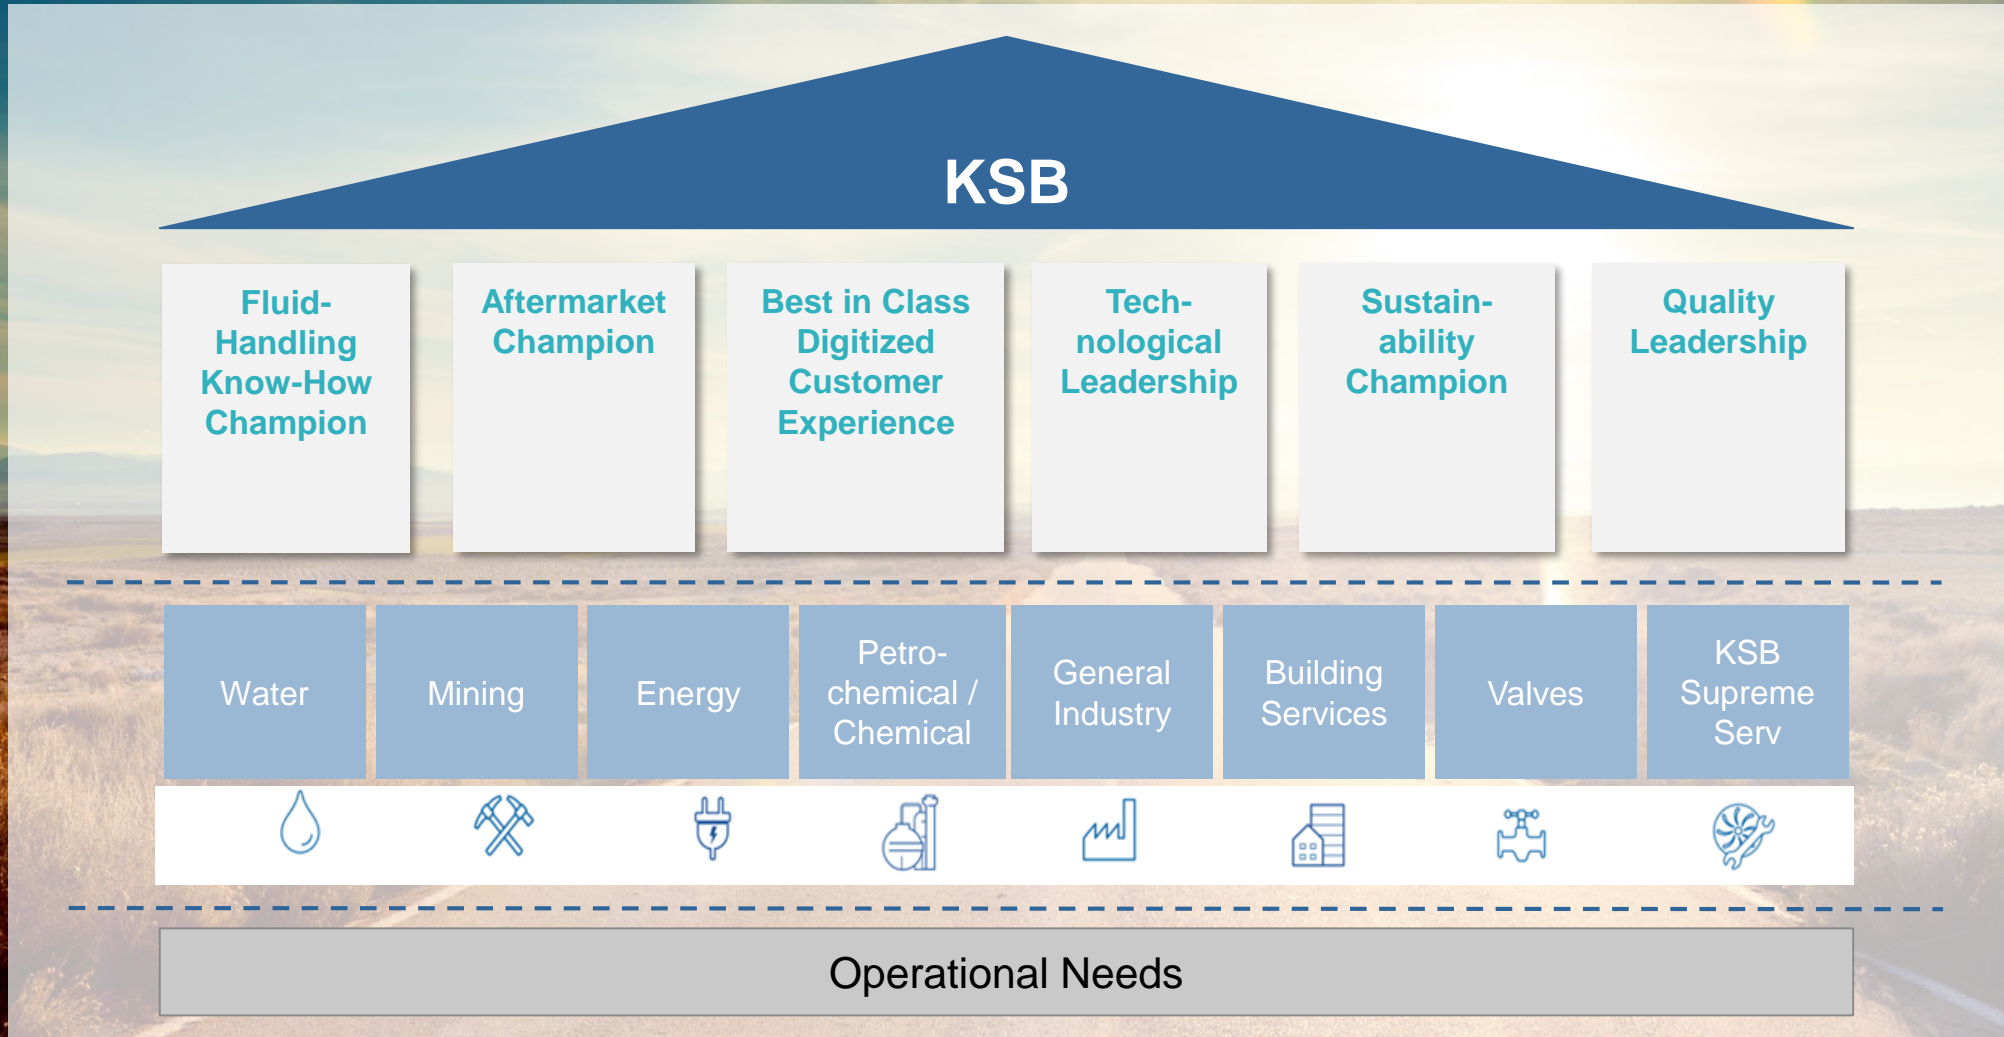 KSB
Fluid-
Handling
Know-How
Champion
Aftermarket
Champion
Best in Class
Digitized
Customer
Experience
Tech-
nological
Leadership
Sustain-
ability
Champion
Quality
Leadership
Water
Mining
Energy
Petro-
chemical /
Chemical
General
Industry
Building
Services
Valves
KSB
Supreme
Serv
Operational Needs